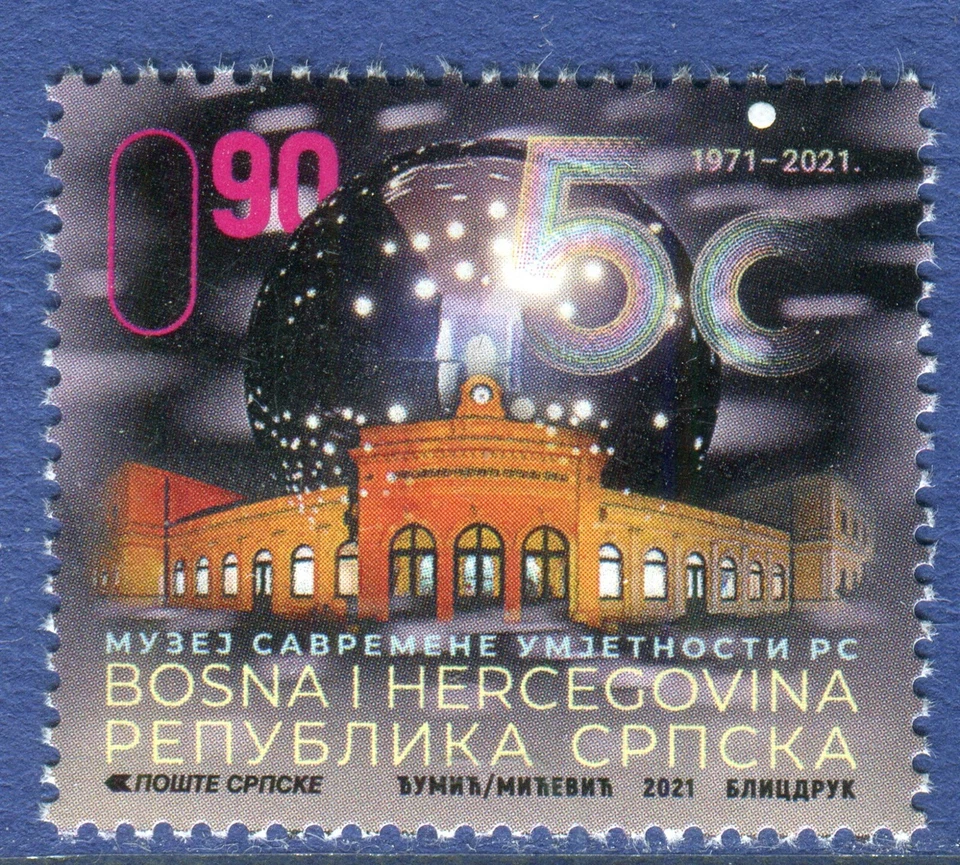 0 90
50
1971-2021.
МУЗЕЈ САВРЕМЕНЕ УМЈЕТНОСТИ РС
BOSNA I HERCEGOVINA
РЕПУБЛИКА СРПСКА
ПОШТЕ СРПСКЕ ЂУМИЋ/МИЋЕВИЋ 2021 БЛИЦДРУК